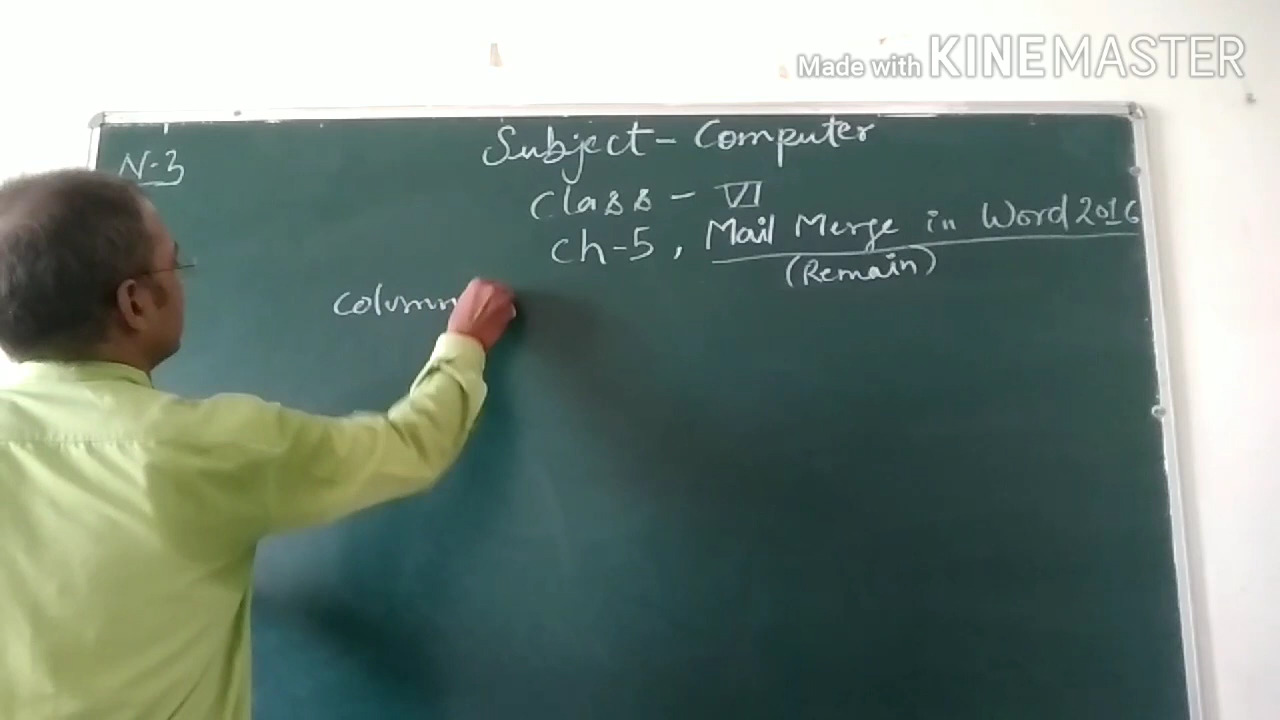 Made with KINEMASTER
N-3
Subject - Computer
Class - VI
Ch-5, Mail Merge in Word 2016
(Remain)
Column